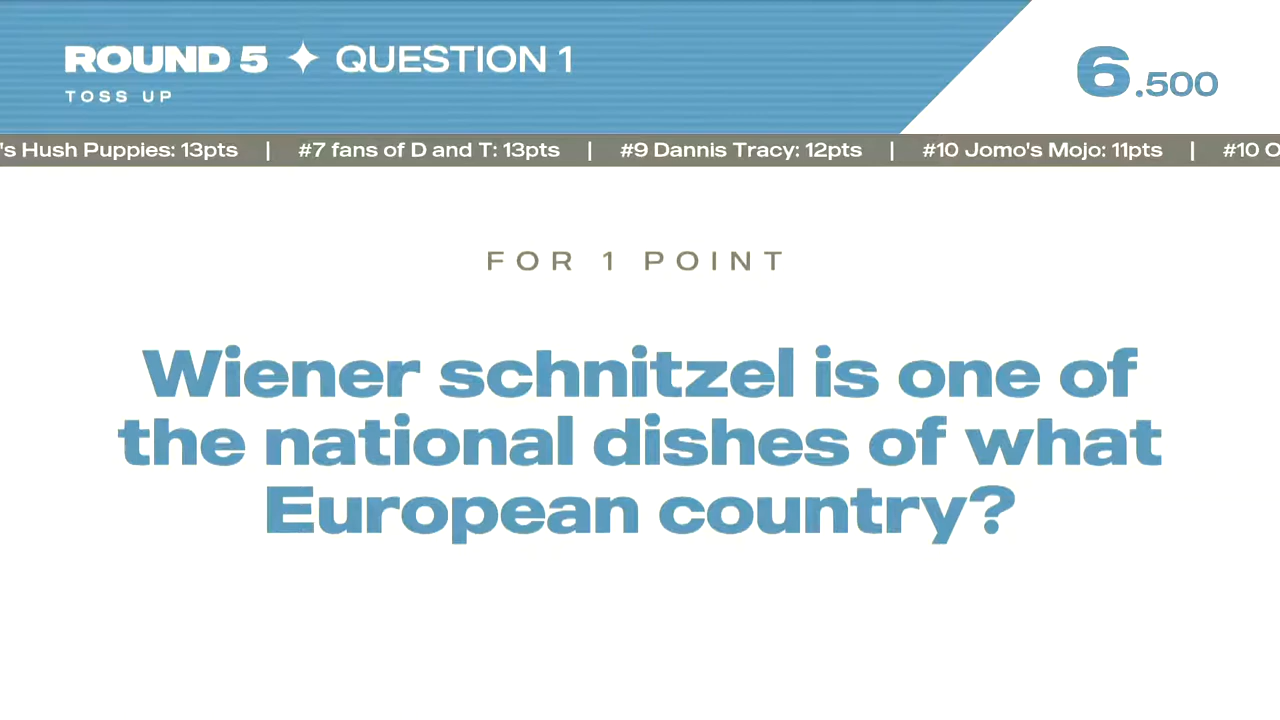 ROUND 5 ✦ QUESTION 1
TOSS UP
6.500
's Hush Puppies: 13pts | #7 fans of D and T: 13pts | #9 Dannis Tracy: 12pts | #10 Jomo's Mojo: 11pts | #10
FOR 1 POINT
Wiener schnitzel is one of
the national dishes of what
European country?